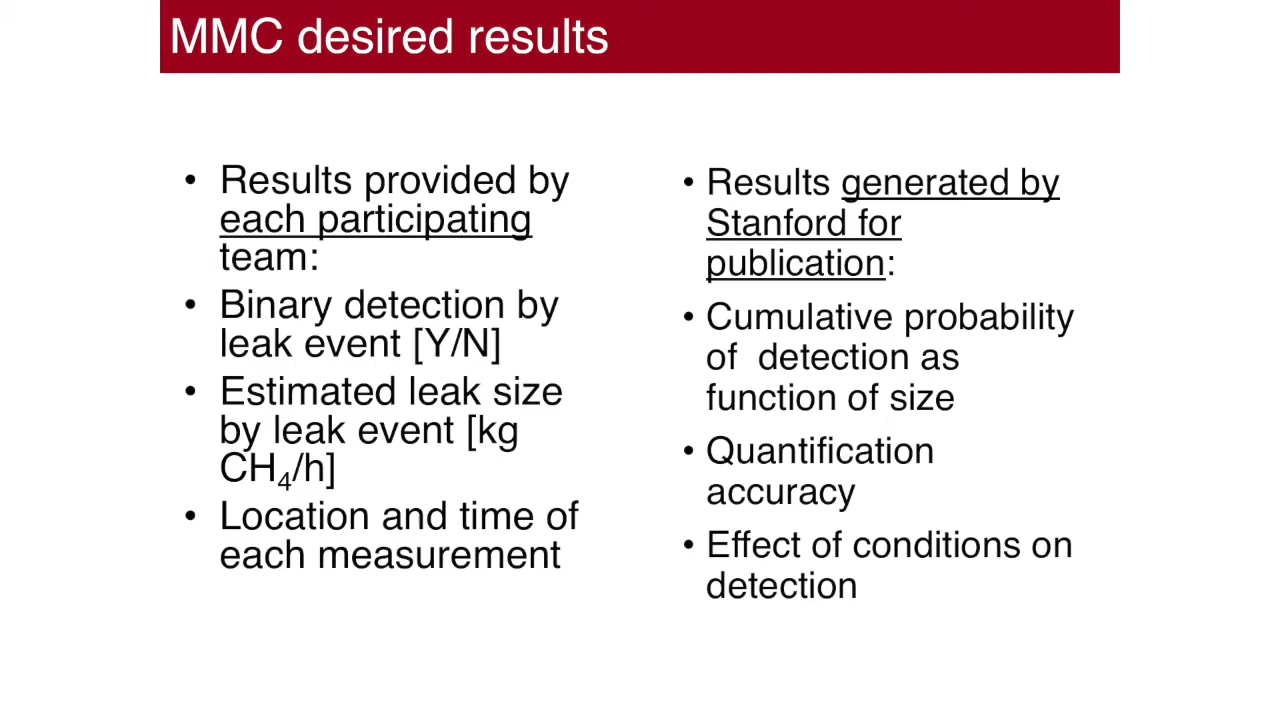 MMC desired results
• Results provided by
each participating
team:
• Binary detection by
leak event [Y/N]
• Estimated leak size
by leak event [kg
CH₄/h]
• Location and time of
each measurement
• Results generated by
Stanford for
publication:
• Cumulative probability
of detection as
function of size
• Quantification
accuracy
• Effect of conditions on
detection